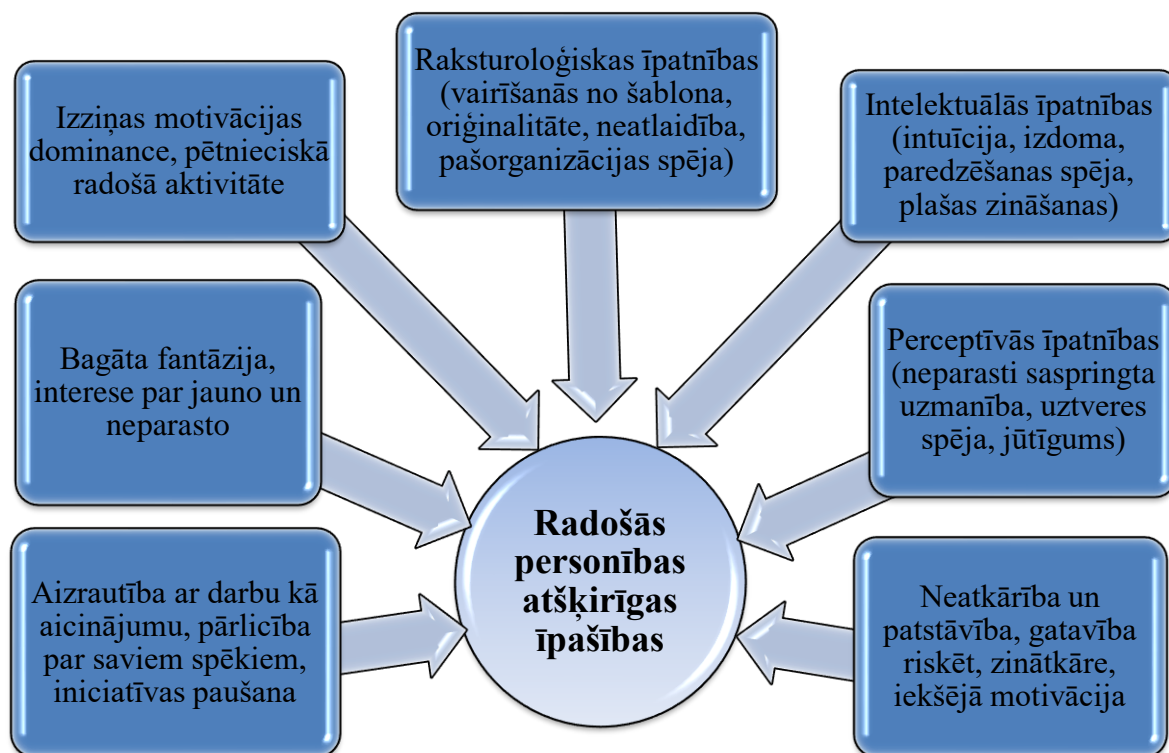 Raksturoloģiskas īpatnības
(vairīšanās no šablona,
oriģinalitāte, neatlaidība,
pašorganizācijas spēja)
Izziņas motivācijas
dominance, pētnieciskā
radošā aktivitāte
Intelektuālās īpatnības
(intuīcija, izdoma,
paredzēšanas spēja,
plašas zināšanas)
Bagāta fantāzija,
interese par jauno un
neparasto
Perceptīvās īpatnības
(neparasti saspringta
uzmanība, uztveres
spēja, jūtīgums)
Aizrautība ar darbu kā
aicinājumu, pārlicība
par saviem spēkiem,
iniciatīvas paušana
Radošās
personības
atšķirīgas
īpašības
Neatkārība un
patstāvība, gatavība
riskēt, zinātkāre,
iekšējā motivācija